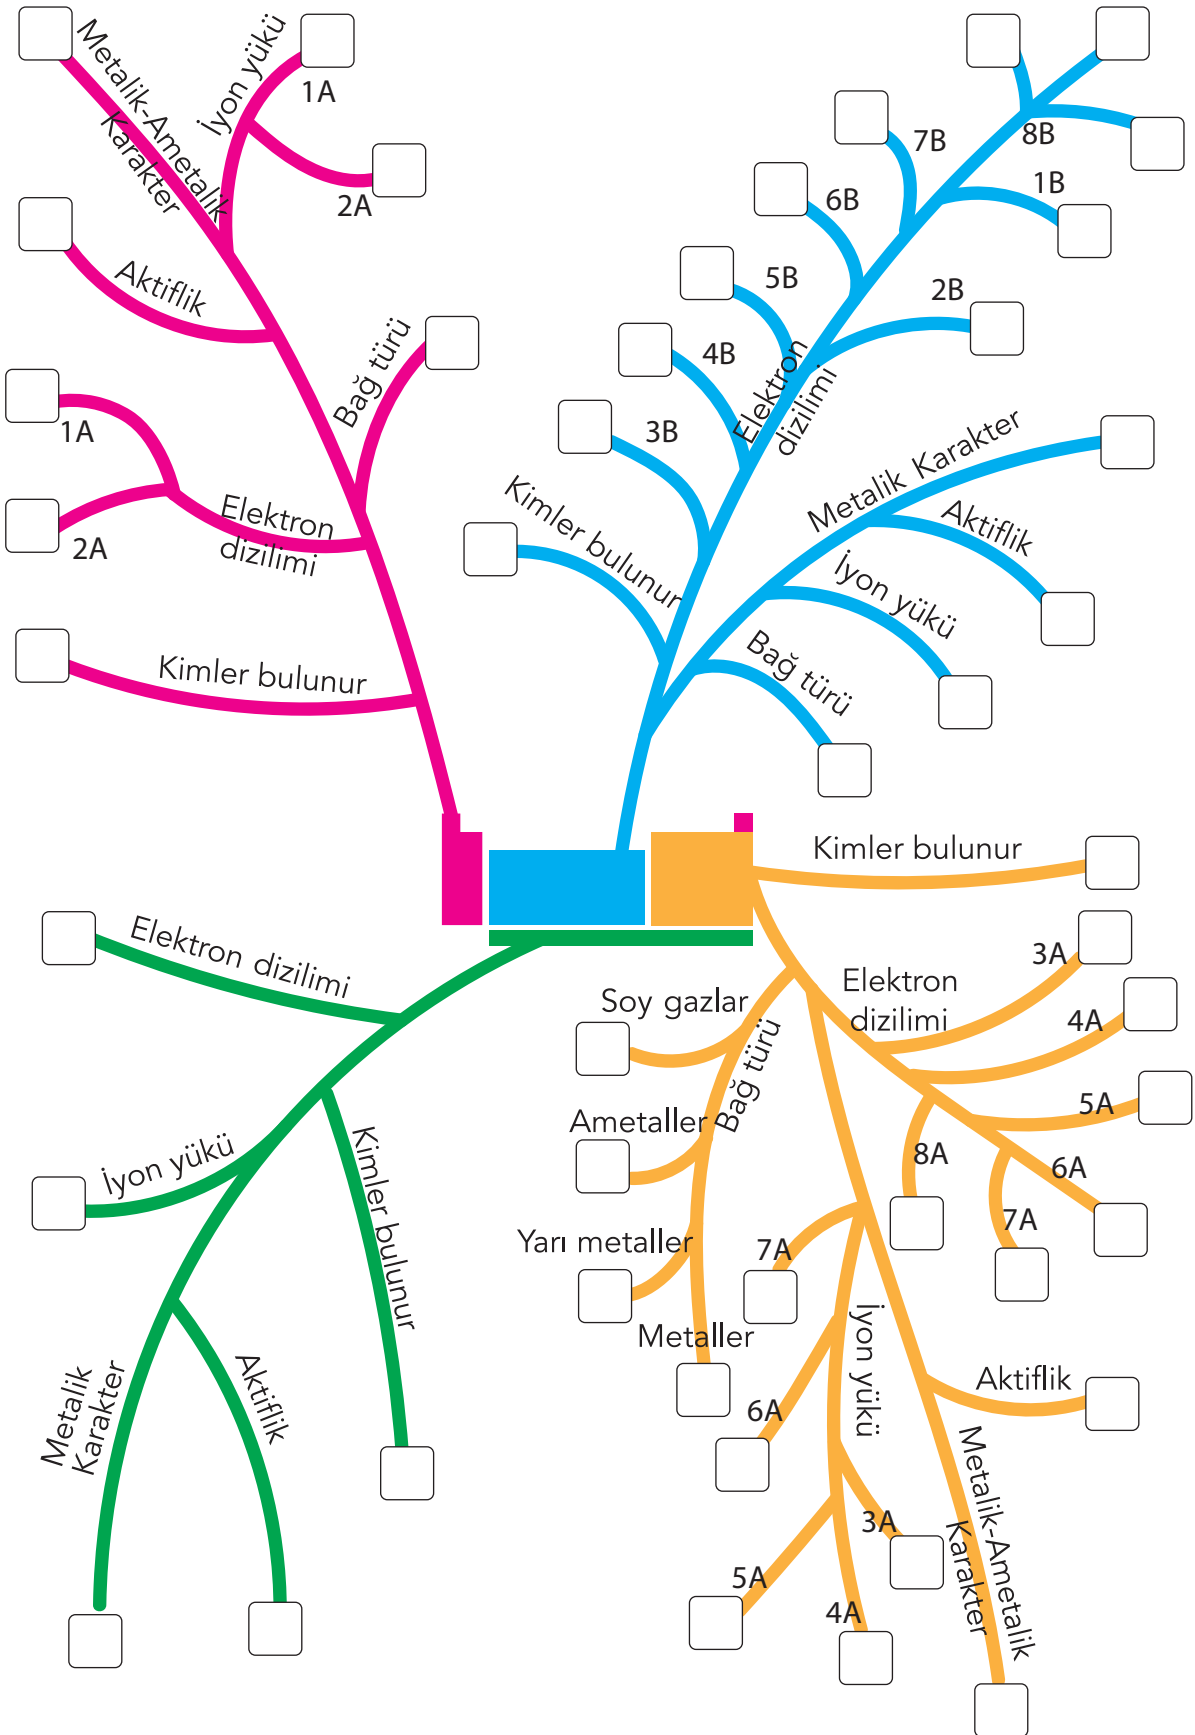 Metalik-Ametalik
Karakter
İyon yükü
1A
2A
Aktiflik
Bağ türü
1A
2A
Elektron
dizilimi
Kimler bulunur
8B
7B
1B
6B
5B
2B
4B
Elektron
dizilimi
3B
Kimler bulunur
Metalik Karakter
Aktiflik
İyon yükü
Bağ türü
Kimler bulunur
Elektron dizilimi
İyon yükü
Kimler bulunur
Metalik
Karakter
Aktiflik
Elektron
dizilimi
3A
4A
5A
6A
7A
8A
Soy gazlar
Bağ türü
Ametaller
Yarı metaller
Metaller
7A
İyon yükü
6A
3A
5A
4A
Aktiflik
Metalik-Ametalik
Karakter